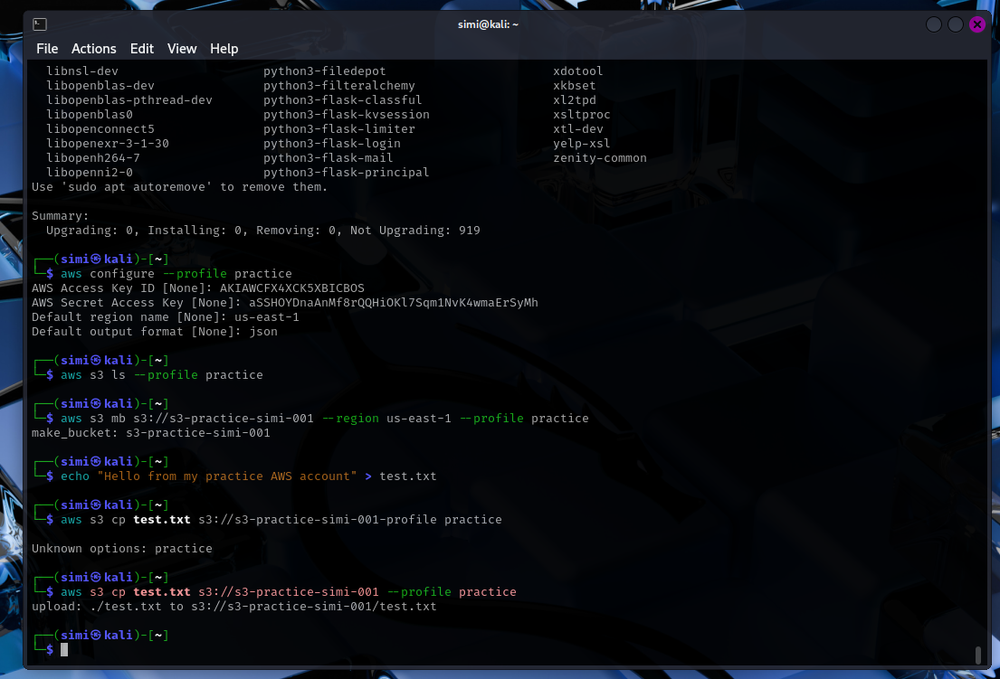 simi@kali: ~
File Actions Edit View Help
libnsl-dev python3-filedepot xdotool
libopenblas-dev python3-filteralchemy xkbset
libopenblas-pthread-dev python3-flask-classful xl2tpd
libopenblas0 python3-flask-kvsession xsltproc
libopenconnect5 python3-flask-limiter xtl-dev
libopenexr-3-1-30 python3-flask-login yelp-xsl
libopenh264-7 python3-flask-mail zenity-common
libopenni2-0 python3-flask-principal
Use 'sudo apt autoremove' to remove them.
Summary:
Upgrading: 0, Installing: 0, Removing: 0, Not Upgrading: 919
┌──(simi㉿kali)-[~]
└─$ aws configure --profile practice
AWS Access Key ID [None]: AKIAWCFX4XCK5XBICBOS
AWS Secret Access Key [None]: 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
Default region name [None]: us-east-1
Default output format [None]: json
┌──(simi㉿kali)-[~]
└─$ aws s3 ls --profile practice
┌──(simi㉿kali)-[~]
└─$ aws s3 mb s3://s3-practice-simi-001 --region us-east-1 --profile practice
make_bucket: s3-practice-simi-001
┌──(simi㉿kali)-[~]
└─$ echo "Hello from my practice AWS account" > test.txt
┌──(simi㉿kali)-[~]
└─$ aws s3 cp test.txt s3://s3-practice-simi-001-profile practice
Unknown options: practice
┌──(simi㉿kali)-[~]
└─$ aws s3 cp test.txt s3://s3-practice-simi-001 --profile practice
upload: ./test.txt to s3://s3-practice-simi-001/test.txt
┌──(simi㉿kali)-[~]
└─$